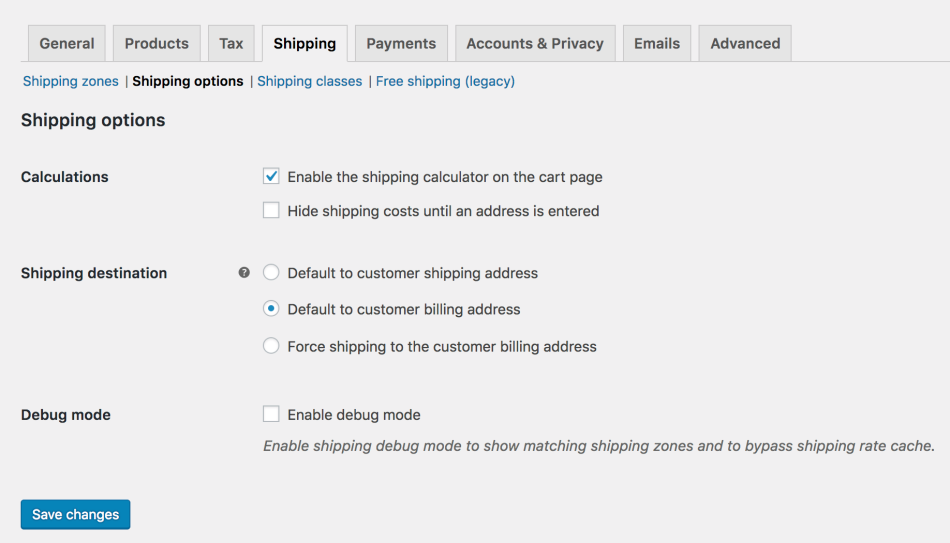 General Products Tax Shipping Payments Accounts & Privacy Emails Advanced
Shipping zones | Shipping options | Shipping classes | Free shipping (legacy)
Shipping options
Calculations Enable the shipping calculator on the cart page
Hide shipping costs until an address is entered
Shipping destination ? Default to customer shipping address
Default to customer billing address
Force shipping to the customer billing address
Debug mode Enable debug mode
Enable shipping debug mode to show matching shipping zones and to bypass shipping rate cache.
Save changes